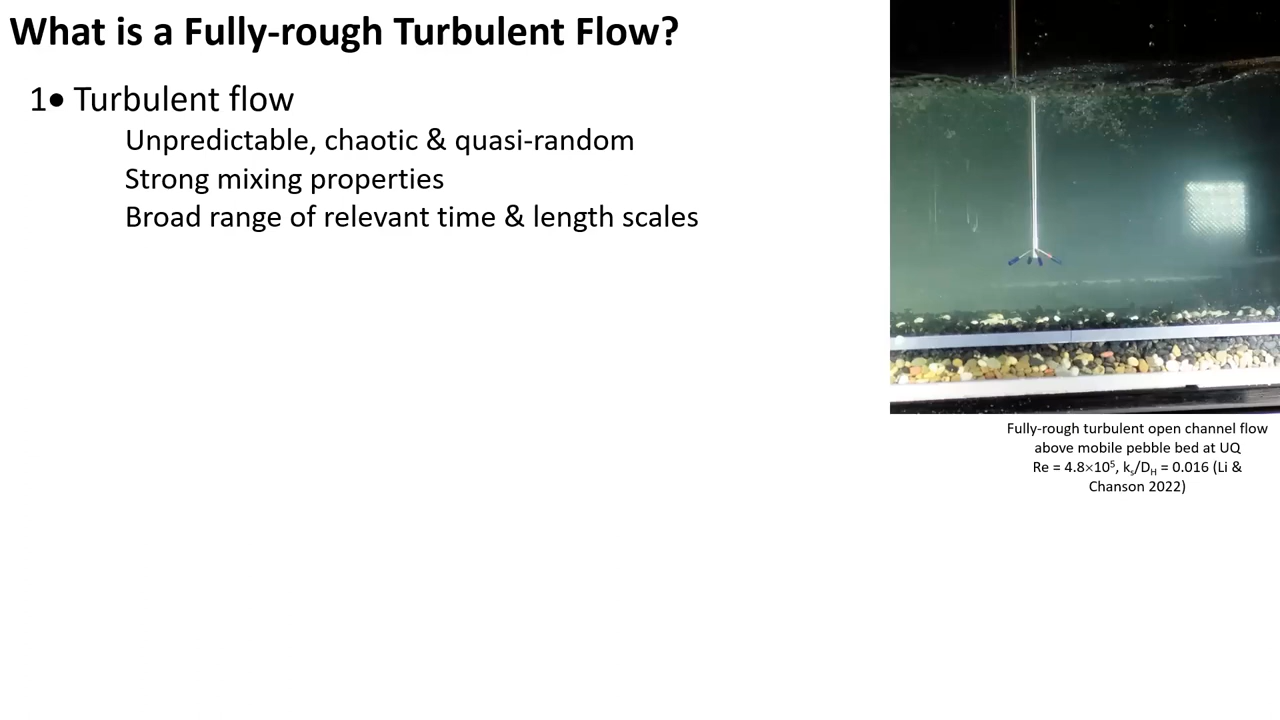 What is a Fully-rough Turbulent Flow?
1• Turbulent flow
Unpredictable, chaotic & quasi-random
Strong mixing properties
Broad range of relevant time & length scales
Fully-rough turbulent open channel flow
above mobile pebble bed at UQ
Re = 4.8×10⁵, kₛ/D_H = 0.016 (Li &
Chanson 2022)